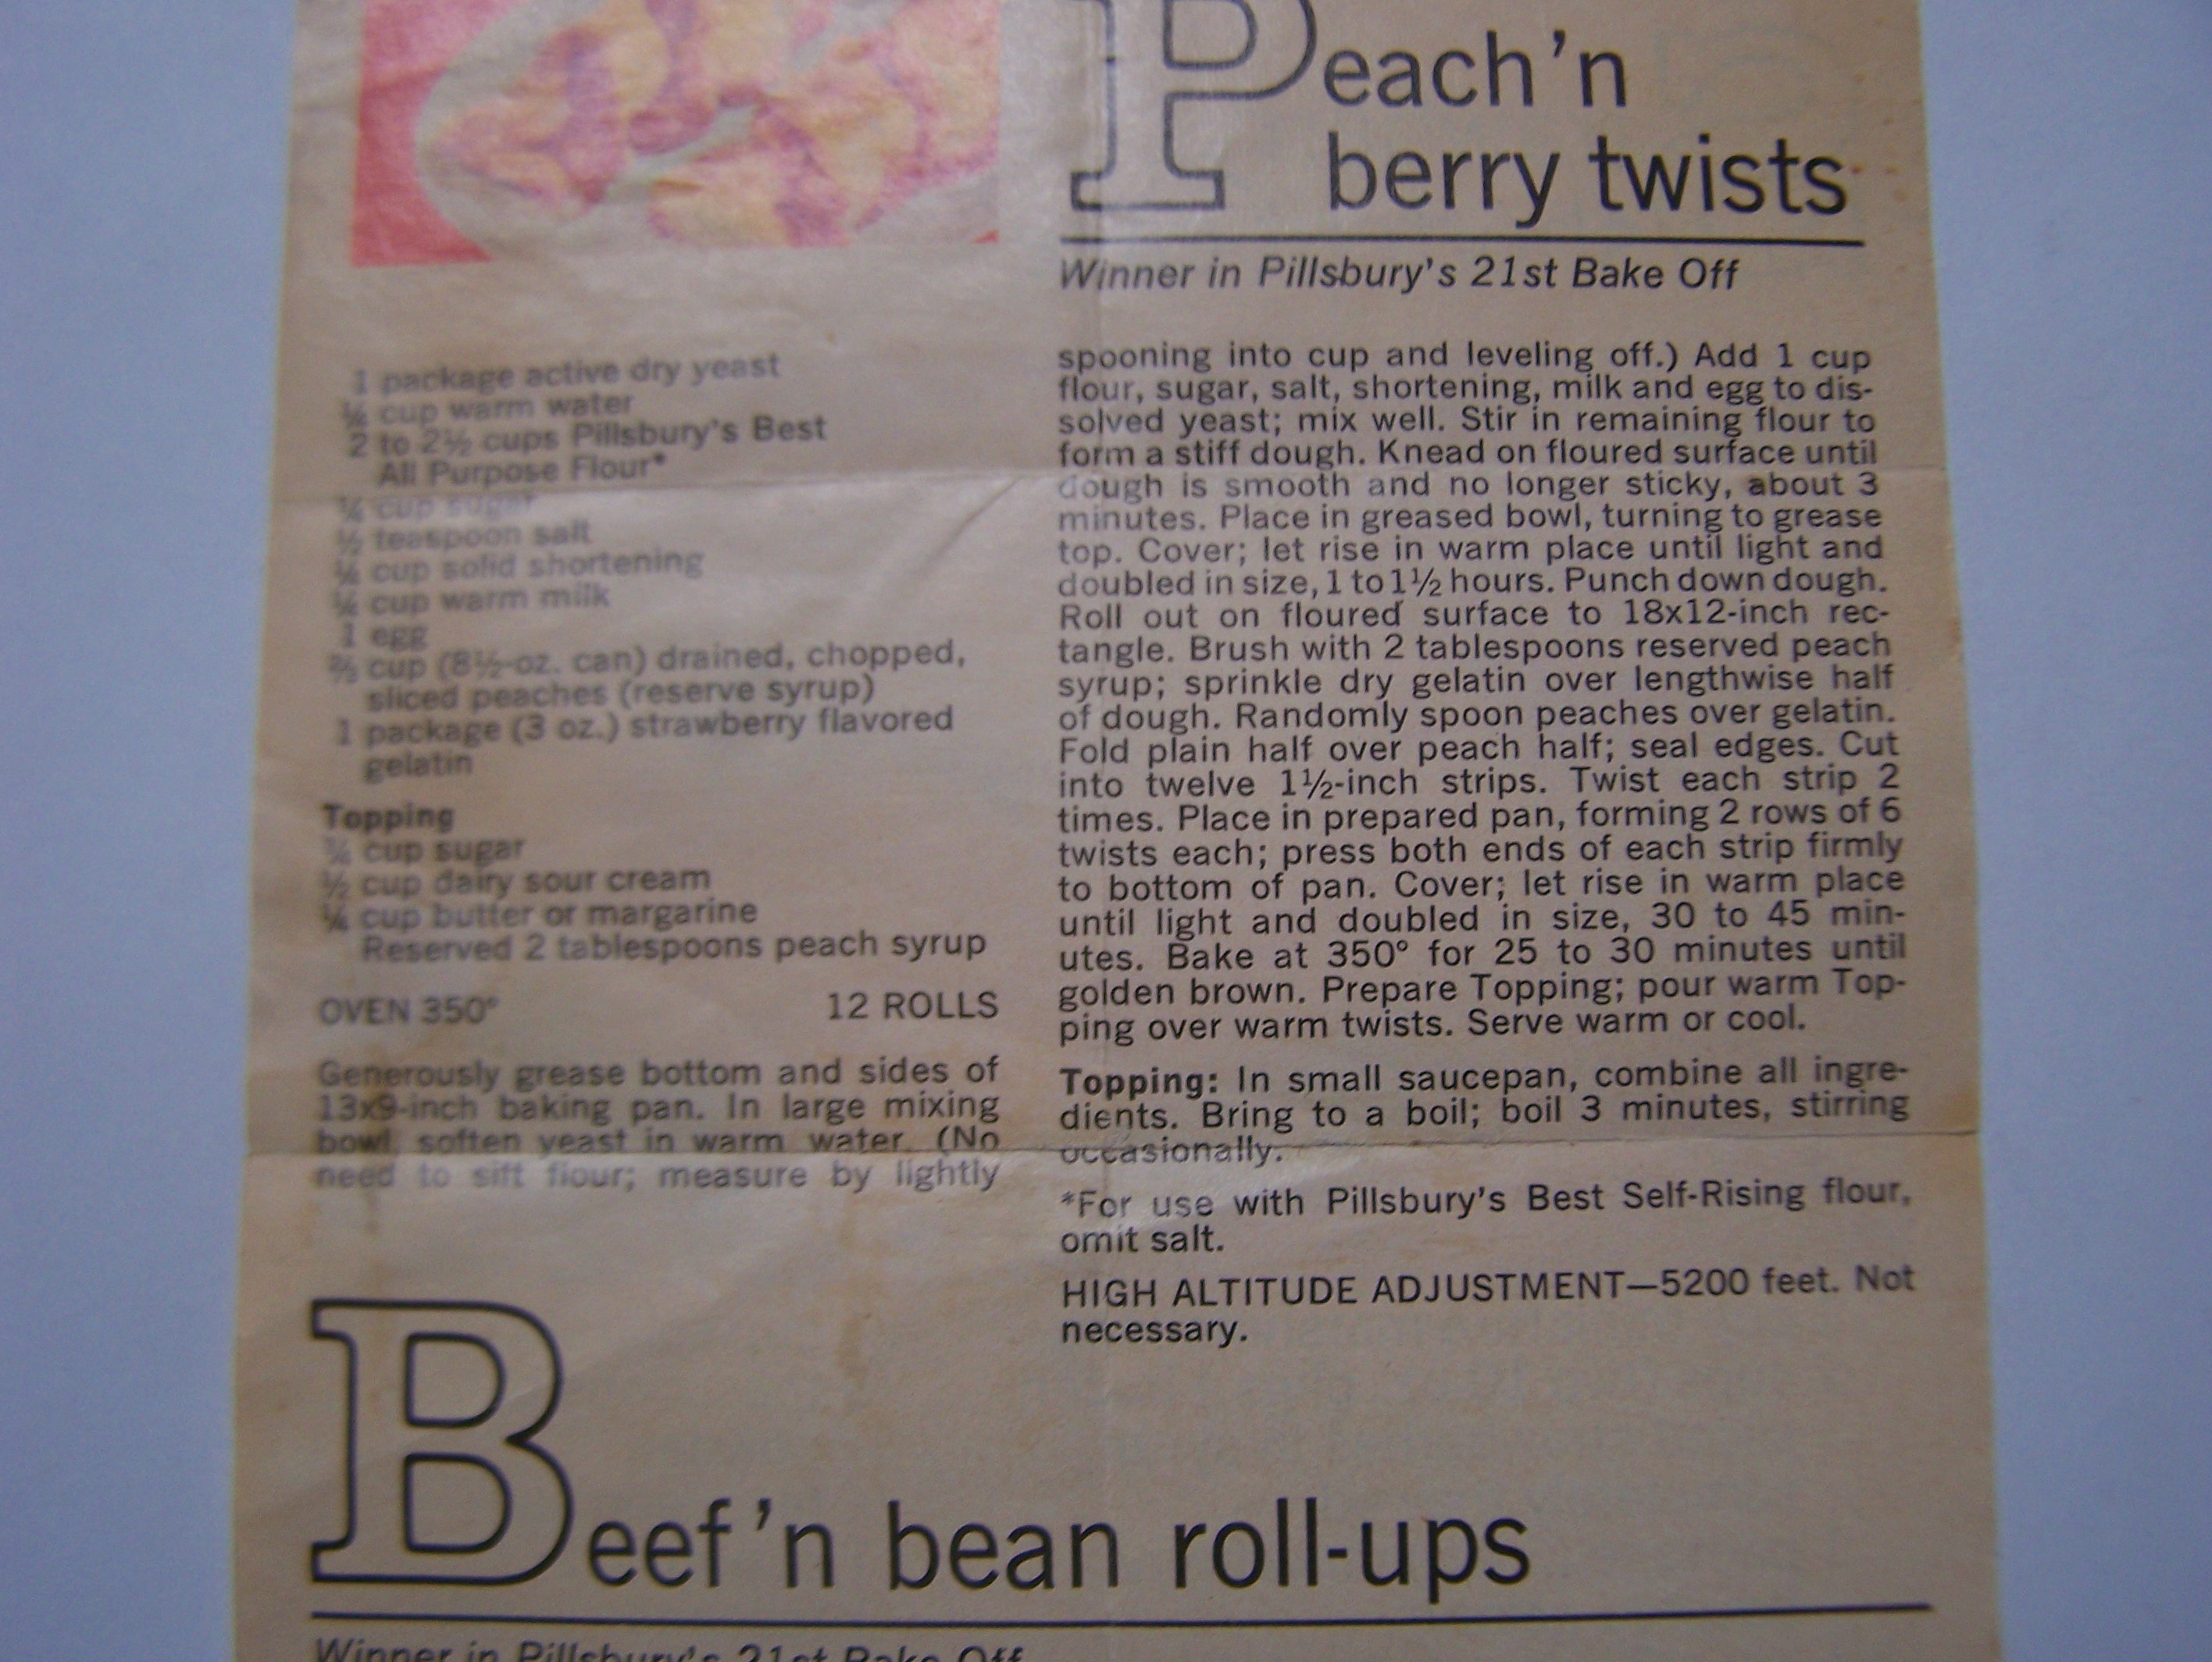 Peach'n
berry twists
Winner in Pillsbury's 21st Bake Off
1 package active dry yeast
¼ cup warm water
2 to 2½ cups Pillsbury's Best
All Purpose Flour*
¼ cup sugar
½ teaspoon salt
¼ cup solid shortening
¼ cup warm milk
1 egg
cup (8½-oz. can) drained, chopped,
sliced peaches (reserve syrup)
1 package (3 oz.) strawberry flavored
gelatin
Topping
cup sugar
½ cup dairy sour cream
¼ cup butter or margarine
Reserved 2 tablespoons peach syrup
OVEN 350° 12 ROLLS
Generously grease bottom and sides of
13x9-inch baking pan. In large mixing
bowl, soften yeast in warm water. (No
need to sift flour; measure by lightly
spooning into cup and leveling off.) Add 1 cup
flour, sugar, salt, shortening, milk and egg to dis-
solved yeast; mix well. Stir in remaining flour to
form a stiff dough. Knead on floured surface until
dough is smooth and no longer sticky, about 3
minutes. Place in greased bowl, turning to grease
top. Cover; let rise in warm place until light and
doubled in size, 1 to 1½ hours. Punch down dough.
Roll out on floured surface to 18x12-inch rec-
tangle. Brush with 2 tablespoons reserved peach
syrup; sprinkle dry gelatin over lengthwise half
of dough. Randomly spoon peaches over gelatin.
Fold plain half over peach half; seal edges. Cut
into twelve 1½-inch strips. Twist each strip 2
times. Place in prepared pan, forming 2 rows of 6
twists each; press both ends of each strip firmly
to bottom of pan. Cover; let rise in warm place
until light and doubled in size, 30 to 45 min-
utes. Bake at 350° for 25 to 30 minutes until
golden brown. Prepare Topping; pour warm Top-
ping over warm twists. Serve warm or cool.
Topping: In small saucepan, combine all ingre-
dients. Bring to a boil; boil 3 minutes, stirring
occasionally.
*For use with Pillsbury's Best Self-Rising flour,
omit salt.
HIGH ALTITUDE ADJUSTMENT—5200 feet. Not
necessary.
Beef'n bean roll-ups
Winner in Pillsbury's 21st Bake Off